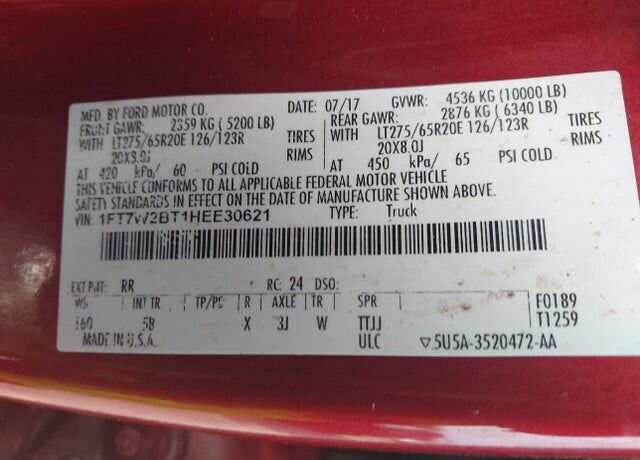 MFD. BY FORD MOTOR CO.
DATE: 07/17 GVWR: 4536 KG (10000 LB)
FRONT GAWR: 2359 KG (5200 LB) REAR GAWR: 2876 KG (6340 LB)
WITH LT275/65R20E 126/123R TIRES WITH LT275/65R20E 126/123R TIRES
20X8.0J RIMS 20X8.0J RIMS
AT 420 kPa/ 60 PSI COLD AT 450 kPa/ 65 PSI COLD
THIS VEHICLE CONFORMS TO ALL APPLICABLE FEDERAL MOTOR VEHICLE
SAFETY STANDARDS IN EFFECT ON THE DATE OF MANUFACTURE SHOWN ABOVE.
VIN: 1FT7W2BT1HEE30621 TYPE: Truck
EXT PNT: RR RC: 24 DSO:
WB INT TR TP/PS R AXLE TR SPR F0189
160 5B X 3J W TTJJ T1259
MADE IN U.S.A. ULC ▽5U5A-3520472-AA